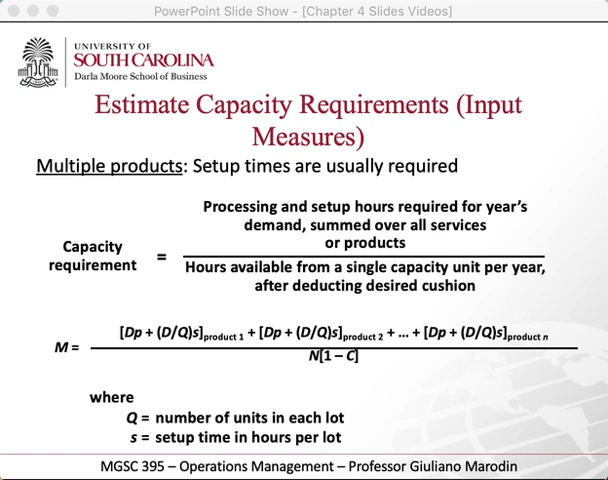 PowerPoint Slide Show - [Chapter 4 Slides Videos]
UNIVERSITY OF
SOUTH CAROLINA
Darla Moore School of Business
Estimate Capacity Requirements (Input
Measures)
Multiple products: Setup times are usually required
Processing and setup hours required for year's
demand, summed over all services
or products
Capacity
requirement
=
Hours available from a single capacity unit per year,
after deducting desired cushion
M = [Dp + (D/Q)s]product 1 + [Dp + (D/Q)s]product 2 + ... + [Dp + (D/Q)s]product n
N[1 – C]
where
Q = number of units in each lot
s = setup time in hours per lot
MGSC 395 – Operations Management – Professor Giuliano Marodin